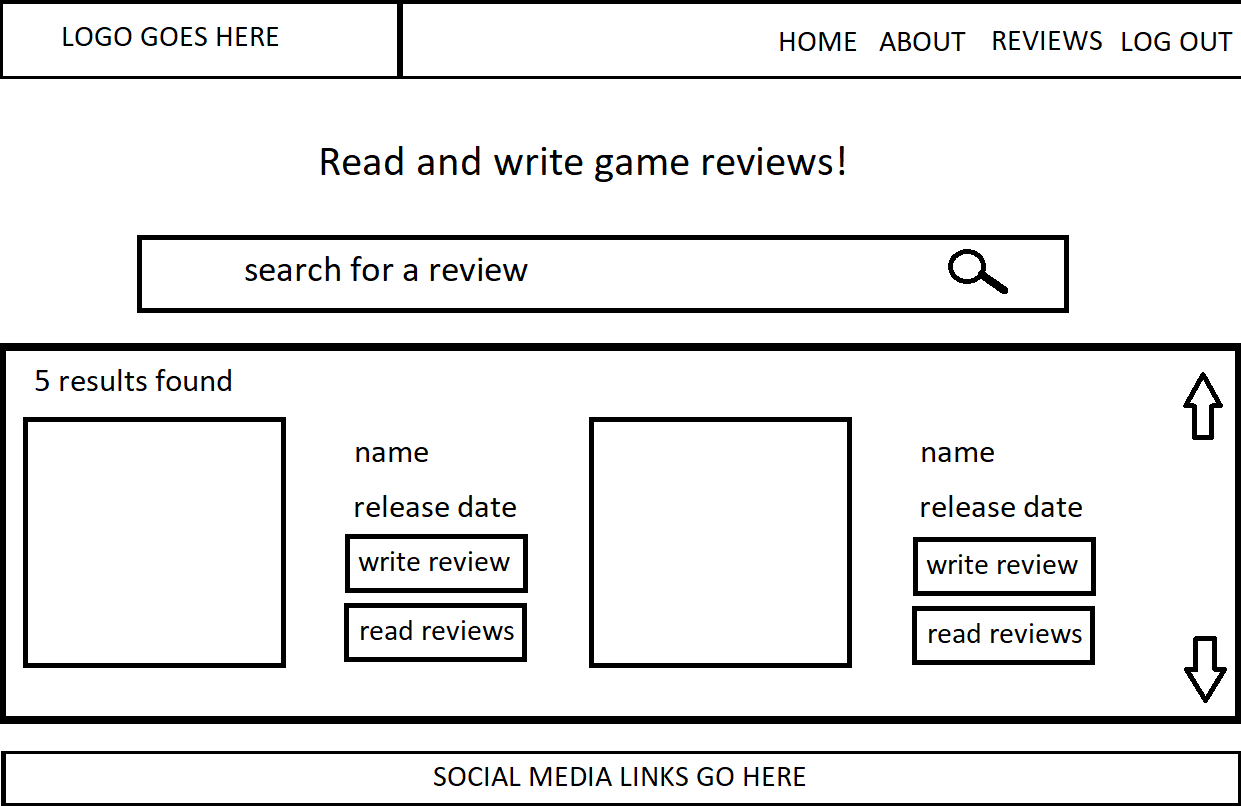 LOGO GOES HERE
HOME ABOUT REVIEWS LOG OUT
Read and write game reviews!
search for a review
5 results found
name
release date
write review
read reviews
name
release date
write review
read reviews
SOCIAL MEDIA LINKS GO HERE